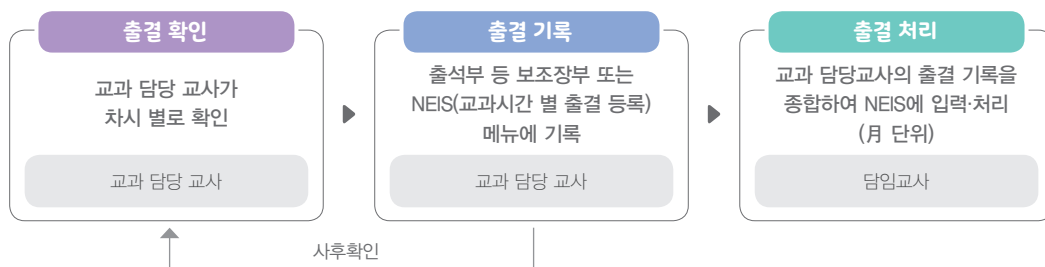 출결 확인
교과 담당 교사가
차시 별로 확인
교과 담당 교사
출결 기록
출석부 등 보조장부 또는
NEIS(교과시간 별 출결 등록)
메뉴에 기록
교과 담당 교사
출결 처리
교과 담당교사의 출결 기록을
종합하여 NEIS에 입력·처리
(月 단위)
담임교사
사후확인